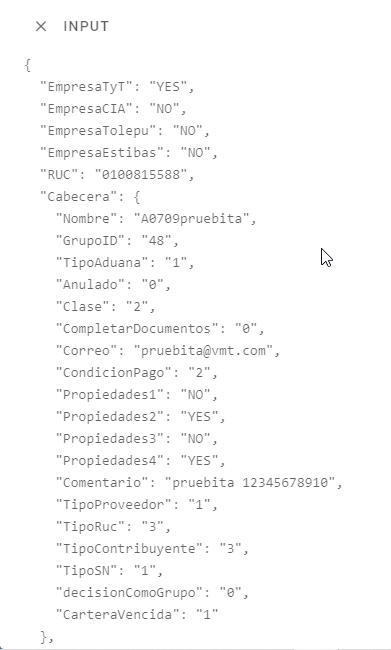 × INPUT
{
"EmpresaTyT": "YES",
"EmpresaCIA": "NO",
"EmpresaTolepu": "NO",
"EmpresaEstibas": "NO",
"RUC": "0100815588",
"Cabecera": {
"Nombre": "A0709pruebita",
"GrupoID": "48",
"TipoAduana": "1",
"Anulado": "0",
"Clase": "2",
"CompletarDocumentos": "0",
"Correo": "pruebita@vmt.com",
"CondicionPago": "2",
"Propiedades1": "NO",
"Propiedades2": "YES",
"Propiedades3": "NO",
"Propiedades4": "YES",
"Comentario": "pruebita 12345678910",
"TipoProveedor": "1",
"TipoRuc": "3",
"TipoContribuyente": "3",
"TipoSN": "1",
"decisionComoGrupo": "0",
"CarteraVencida": "1"
},